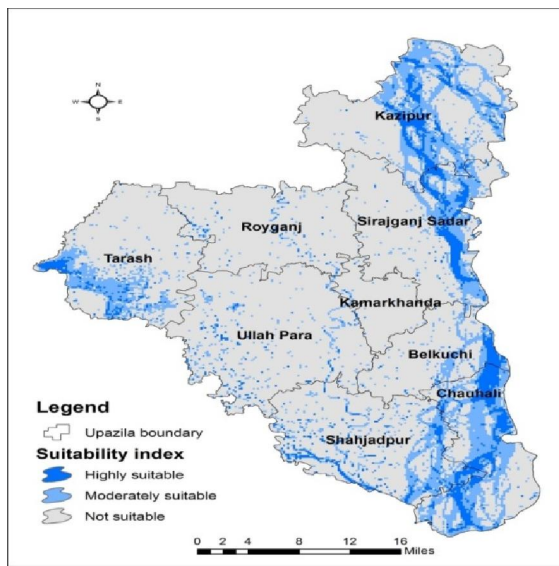 N
W E
S
Kazipur
Royganj
Sirajganj Sadar
Tarash
Kamarkhanda
Ullah Para
Belkuchi
Chauhali
Shahjadpur
Legend
Upazila boundary
Suitability index
Highly suitable
Moderately suitable
Not suitable
0 1 2 4 8 12 16
Miles